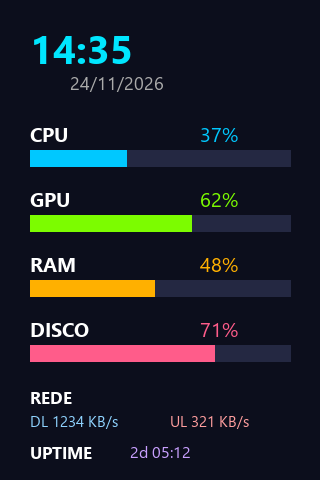 14:35
24/11/2026
CPU 37%
GPU 62%
RAM 48%
DISCO 71%
REDE
DL 1234 KB/s UL 321 KB/s
UPTIME 2d 05:12